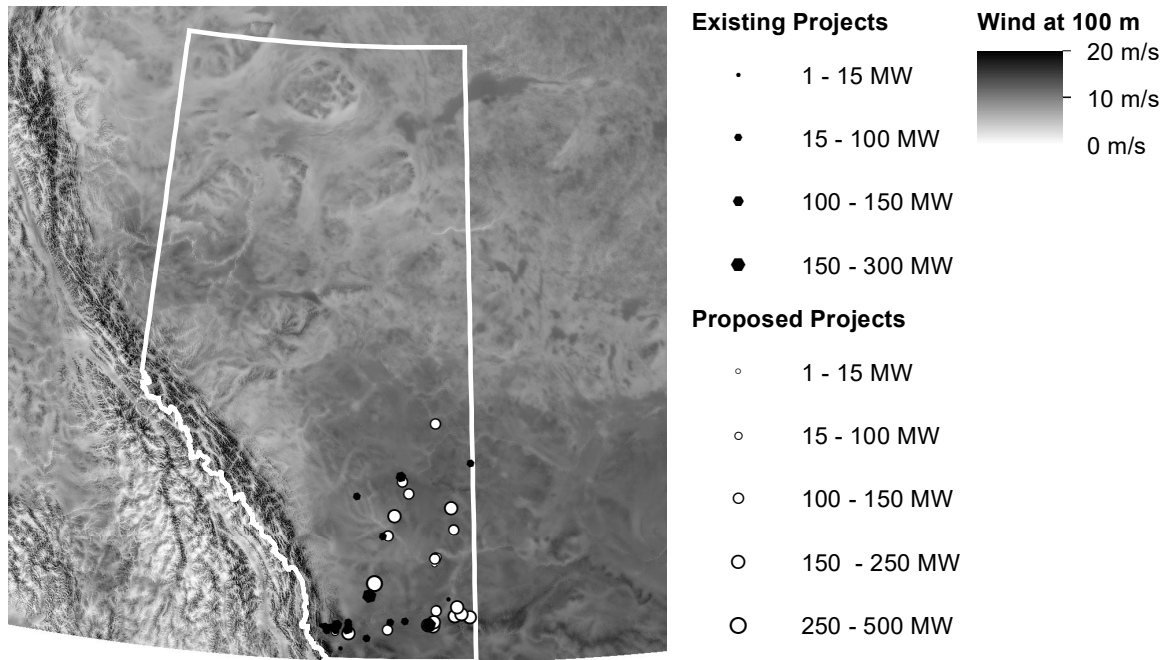 Existing Projects
1 - 15 MW
15 - 100 MW
100 - 150 MW
150 - 300 MW
Proposed Projects
1 - 15 MW
15 - 100 MW
100 - 150 MW
150 - 250 MW
250 - 500 MW
Wind at 100 m
20 m/s
10 m/s
0 m/s